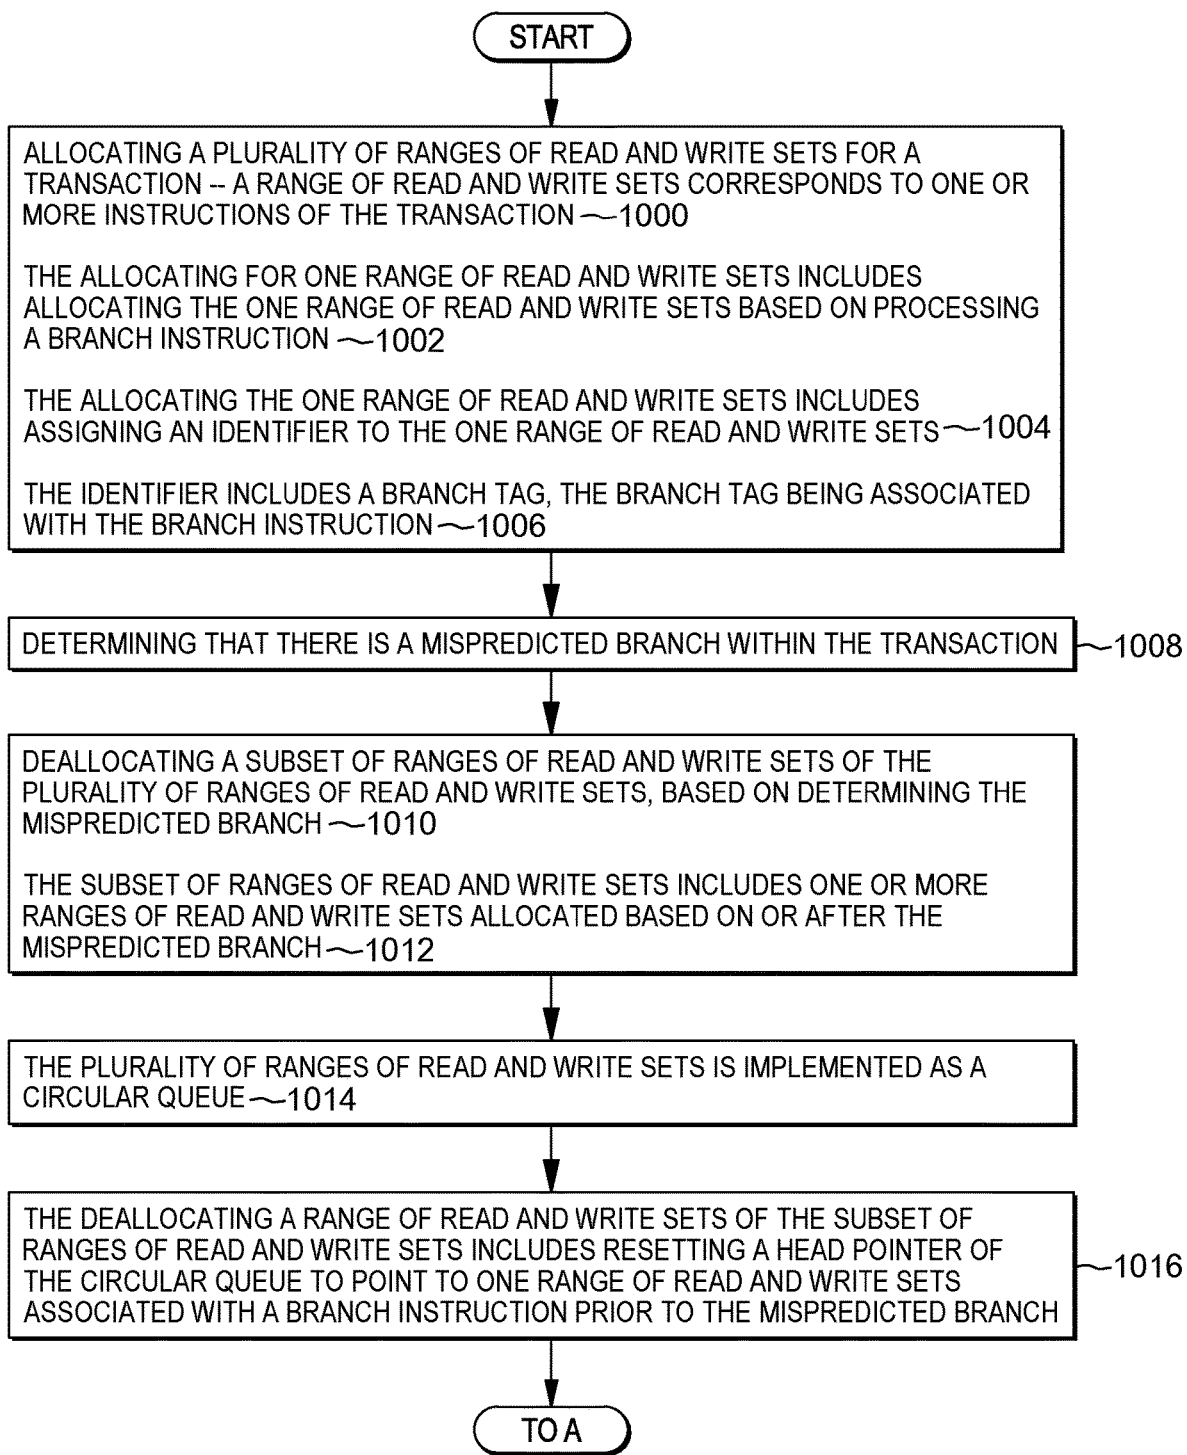 START
ALLOCATING A PLURALITY OF RANGES OF READ AND WRITE SETS FOR A
TRANSACTION -- A RANGE OF READ AND WRITE SETS CORRESPONDS TO ONE OR
MORE INSTRUCTIONS OF THE TRANSACTION 1000
THE ALLOCATING FOR ONE RANGE OF READ AND WRITE SETS INCLUDES
ALLOCATING THE ONE RANGE OF READ AND WRITE SETS BASED ON PROCESSING
A BRANCH INSTRUCTION 1002
THE ALLOCATING THE ONE RANGE OF READ AND WRITE SETS INCLUDES
ASSIGNING AN IDENTIFIER TO THE ONE RANGE OF READ AND WRITE SETS 1004
THE IDENTIFIER INCLUDES A BRANCH TAG, THE BRANCH TAG BEING ASSOCIATED
WITH THE BRANCH INSTRUCTION 1006
DETERMINING THAT THERE IS A MISPREDICTED BRANCH WITHIN THE TRANSACTION 1008
DEALLOCATING A SUBSET OF RANGES OF READ AND WRITE SETS OF THE
PLURALITY OF RANGES OF READ AND WRITE SETS, BASED ON DETERMINING THE
MISPREDICTED BRANCH 1010
THE SUBSET OF RANGES OF READ AND WRITE SETS INCLUDES ONE OR MORE
RANGES OF READ AND WRITE SETS ALLOCATED BASED ON OR AFTER THE
MISPREDICTED BRANCH 1012
THE PLURALITY OF RANGES OF READ AND WRITE SETS IS IMPLEMENTED AS A
CIRCULAR QUEUE 1014
THE DEALLOCATING A RANGE OF READ AND WRITE SETS OF THE SUBSET OF
RANGES OF READ AND WRITE SETS INCLUDES RESETTING A HEAD POINTER OF
THE CIRCULAR QUEUE TO POINT TO ONE RANGE OF READ AND WRITE SETS 1016
ASSOCIATED WITH A BRANCH INSTRUCTION PRIOR TO THE MISPREDICTED BRANCH
TO A